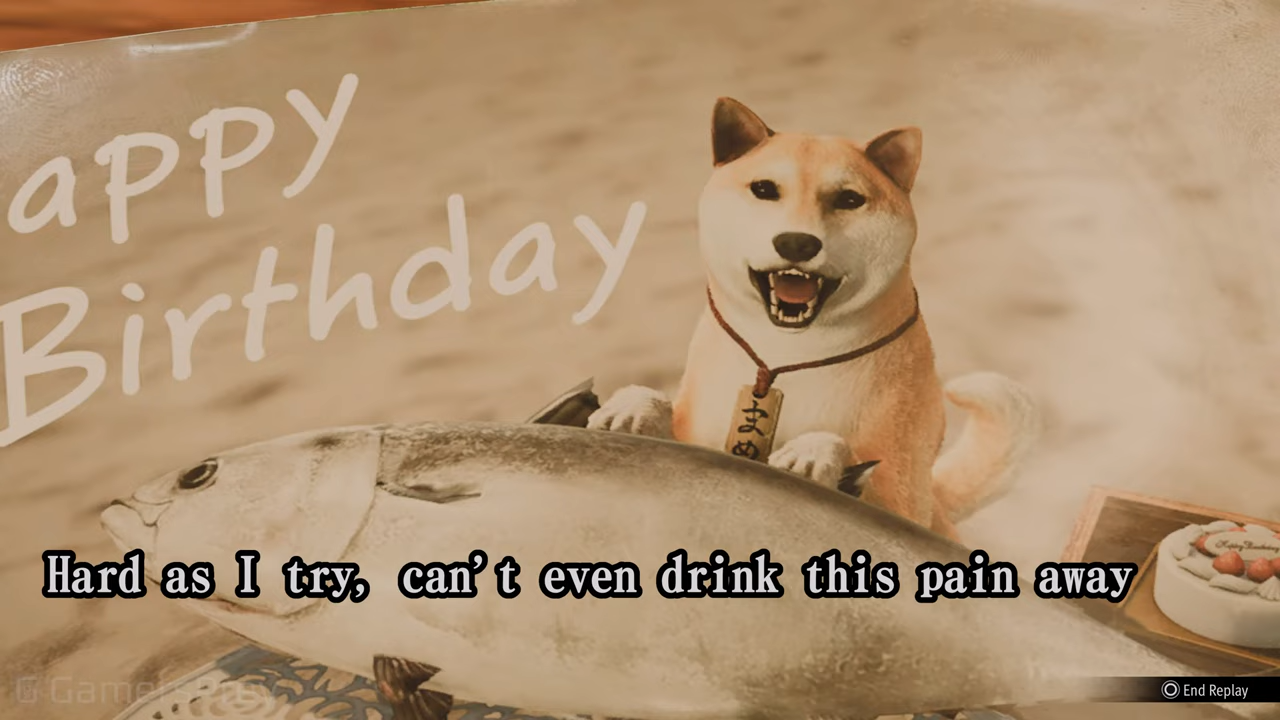 appy
Birthday
まめ
Hard as I try, can't even drink this pain away
End Replay